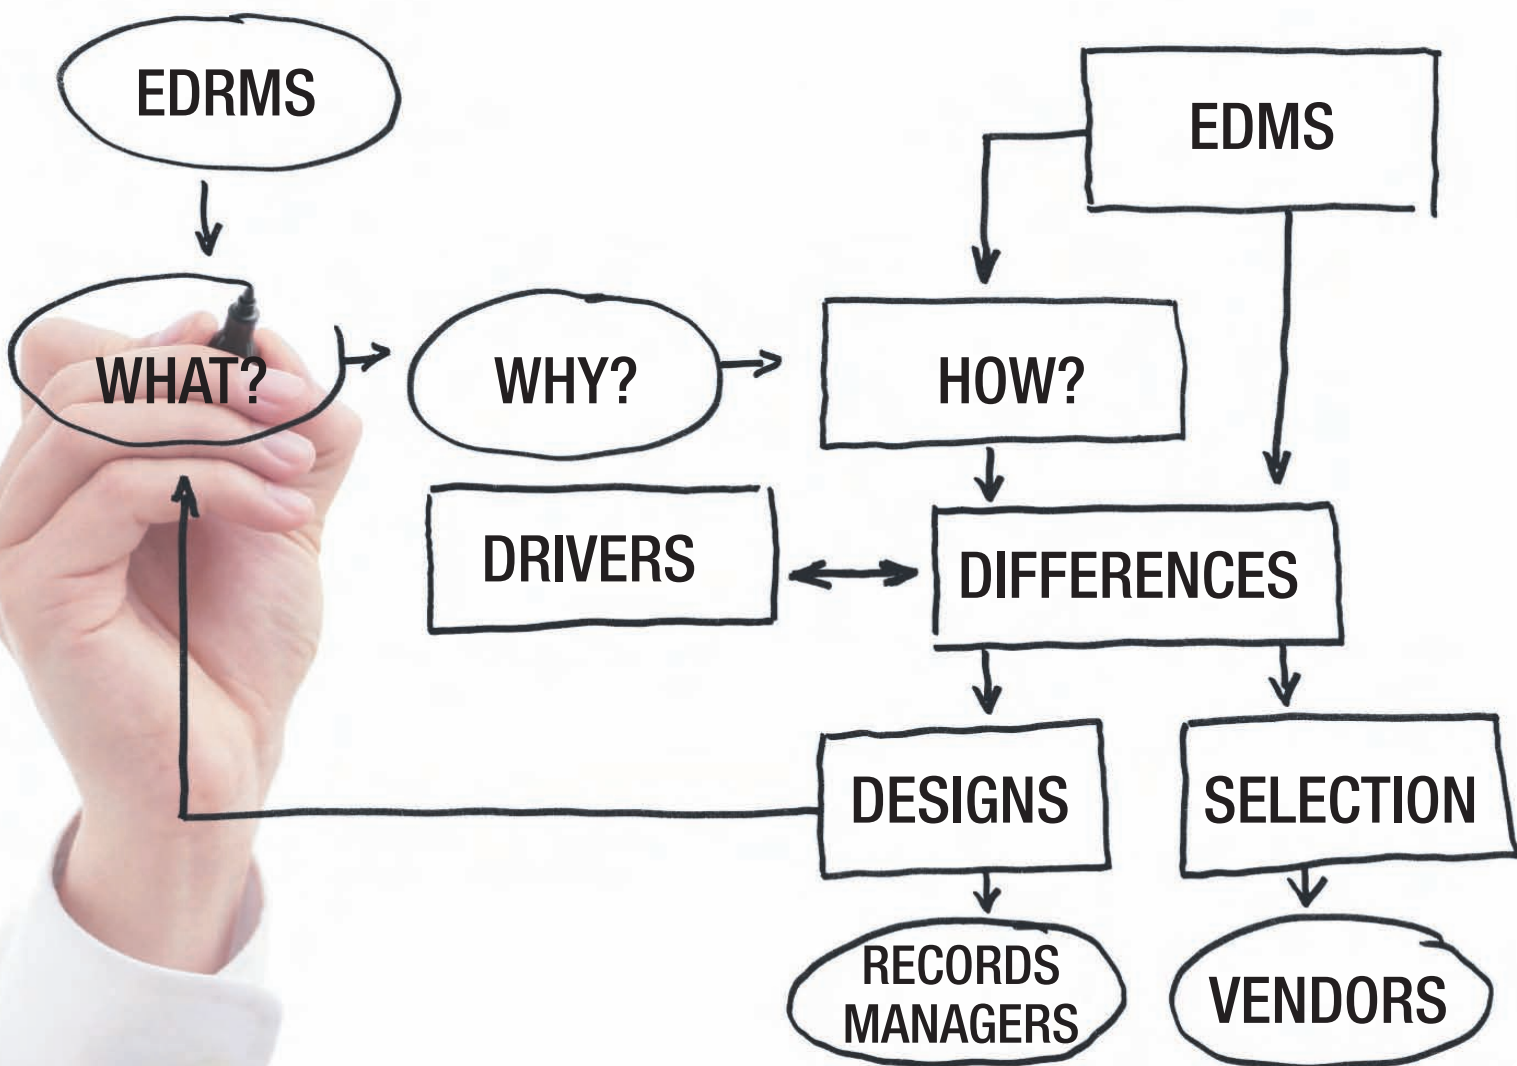 EDRMS
EDMS
WHAT?
WHY?
HOW?
DRIVERS
DIFFERENCES
DESIGNS
SELECTION
RECORDS
MANAGERS
VENDORS